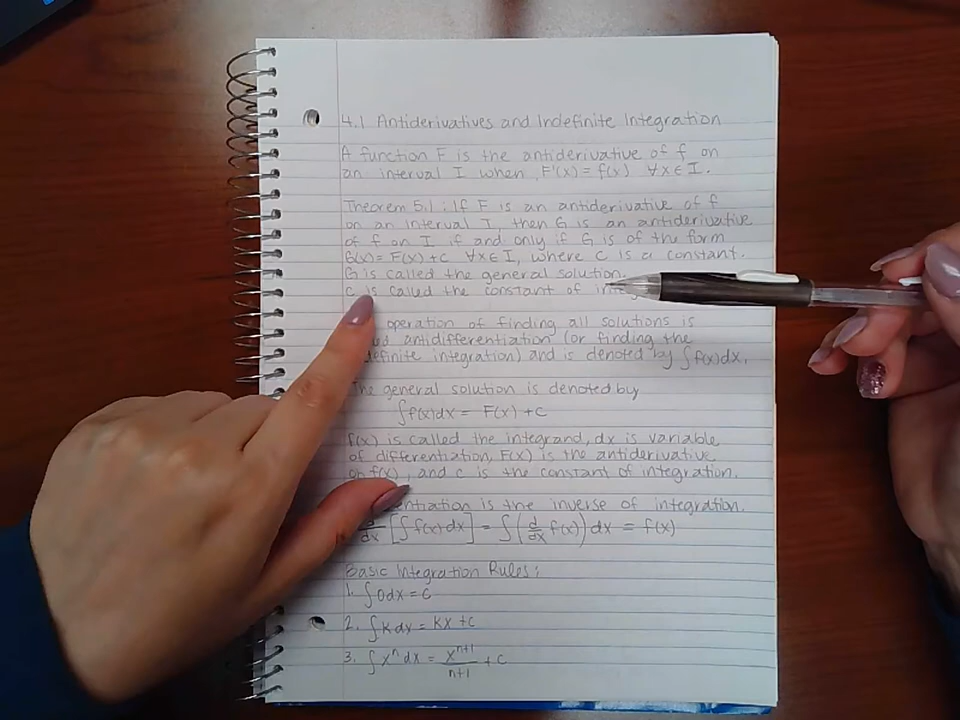 4.1 Antiderivatives and Indefinite Integration
A function F is the antiderivative of f on
an interval I when F'(x) = f(x) ∀x∈I.
Theorem 5.1: If F is an antiderivative of f
on an interval I, then G is an antiderivative
of f on I if and only if G is of the form
G(x) = F(x) + C ∀x∈I, where C is a constant.
G is called the general solution.
C is called the constant of
operation of finding all solutions is
antidifferentiation (or finding the
integration) and is denoted by ∫f(x)dx.
The general solution is denoted by
∫f(x)dx = F(x) + C
f(x) is called the integrand, dx is variable
of differentiation, F(x) is the antiderivative
of f(x), and C is the constant of integration.
is the inverse of integration.
d/dx [∫f(x)dx] = ∫(d/dx f(x)) dx = f(x)
Basic Integration Rules:
1. ∫0dx = C
2. ∫Kdx = Kx + C
3. ∫xⁿdx = xⁿ⁺¹/n+1 + C